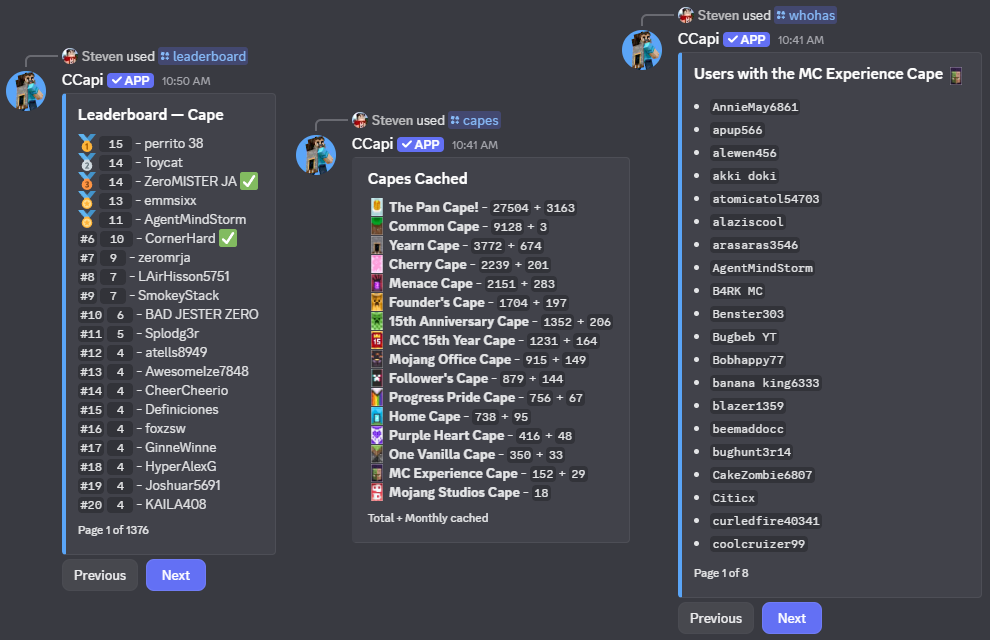 Steven used leaderboard
CCapi ✓ APP 10:50 AM
Leaderboard — Cape
1 15 - perrito 38
2 14 - Toycat
3 14 - ZeroMISTER JA ✅
13 - emmsixx
11 - AgentMindStorm
#6 10 - CornerHard ✅
#7 9 - zeromrja
#8 7 - LAirHisson5751
#9 7 - SmokeyStack
#10 6 - BAD JESTER ZERO
#11 5 - Splodg3r
#12 4 - atells8949
#13 4 - AwesomeIze7848
#14 4 - CheerCheerio
#15 4 - Definiciones
#16 4 - foxzsw
#17 4 - GinneWinne
#18 4 - HyperAlexG
#19 4 - Joshuar5691
#20 4 - KAILA408
Page 1 of 1376
Previous Next
Steven used capes
CCapi ✓ APP 10:41 AM
Capes Cached
The Pan Cape! - 27504 + 3163
Common Cape - 9128 + 3
Yearn Cape - 3772 + 674
Cherry Cape - 2239 + 201
Menace Cape - 2151 + 283
Founder's Cape - 1704 + 197
15th Anniversary Cape - 1352 + 206
MCC 15th Year Cape - 1231 + 164
Mojang Office Cape - 915 + 149
Follower's Cape - 879 + 144
Progress Pride Cape - 756 + 67
Home Cape - 738 + 95
Purple Heart Cape - 416 + 48
One Vanilla Cape - 350 + 33
MC Experience Cape - 152 + 29
Mojang Studios Cape - 18
Total + Monthly cached
Steven used whohas
CCapi ✓ APP 10:41 AM
Users with the MC Experience Cape
• AnnieMay6861
• apup566
• alewen456
• akki doki
• atomicatol54703
• alaziscool
• arasaras3546
• AgentMindStorm
• B4RK MC
• Benster303
• Bugbeb YT
• Bobhappy77
• banana king6333
• blazer1359
• beemaddocc
• bughunt3r14
• CakeZombie6807
• Citicx
• curledfire40341
• coolcruizer99
Page 1 of 8
Previous Next